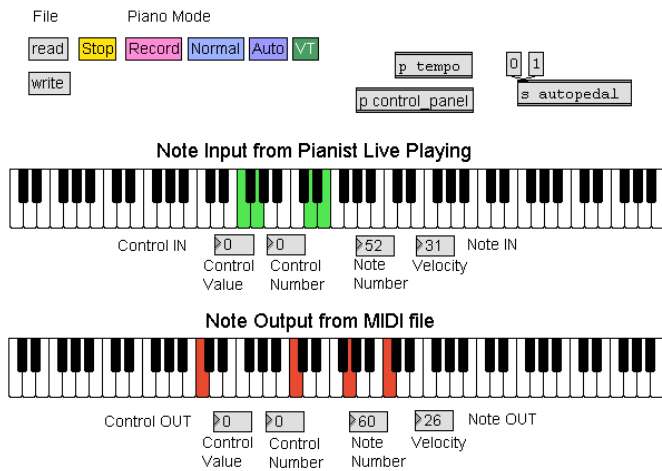 File Piano Mode
read Stop Record Normal Auto VT
write
p tempo 0 1
p control_panel s autopedal
Note Input from Pianist Live Playing
Control IN 0 0 52 31 Note IN
Control Control Note Velocity
Value Number Number
Note Output from MIDI file
Control OUT 0 0 60 26 Note OUT
Control Control Note Velocity
Value Number Number